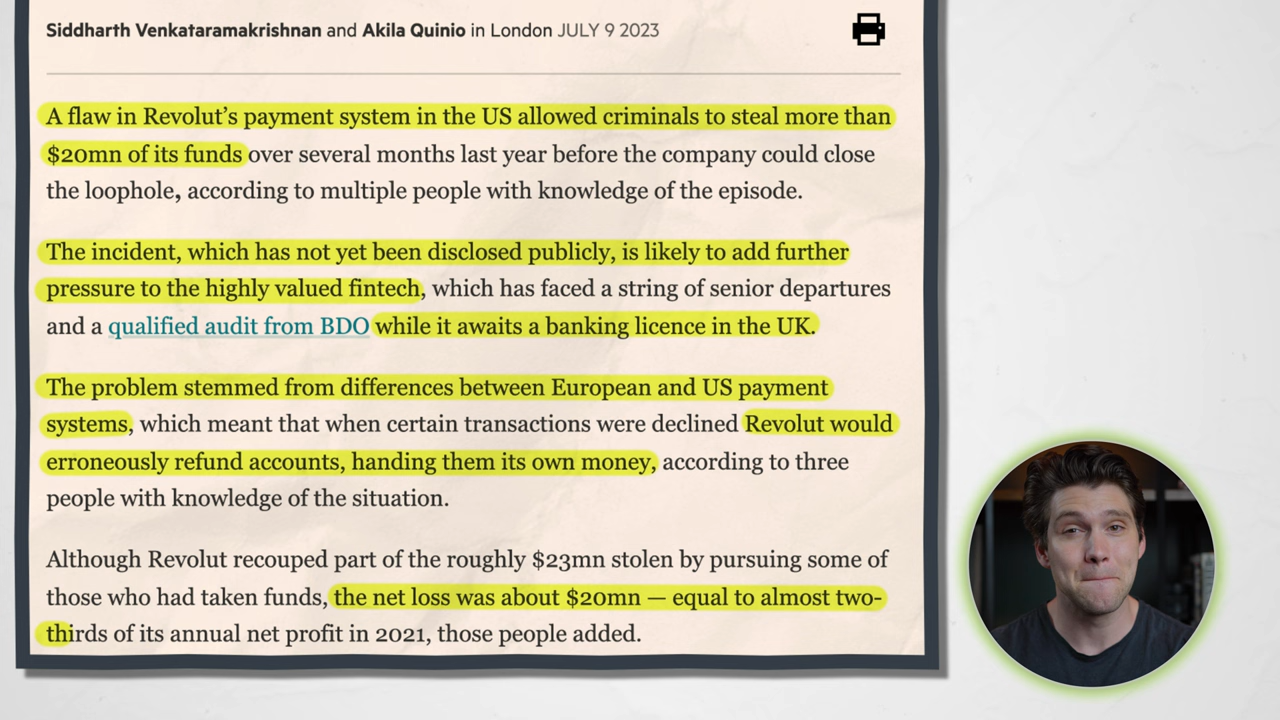 Siddharth Venkataramakrishnan and Akila Quinio in London JULY 9 2023
A flaw in Revolut’s payment system in the US allowed criminals to steal more than
$20mn of its funds over several months last year before the company could close
the loophole, according to multiple people with knowledge of the episode.
The incident, which has not yet been disclosed publicly, is likely to add further
pressure to the highly valued fintech, which has faced a string of senior departures
and a qualified audit from BDO while it awaits a banking licence in the UK.
The problem stemmed from differences between European and US payment
systems, which meant that when certain transactions were declined Revolut would
erroneously refund accounts, handing them its own money, according to three
people with knowledge of the situation.
Although Revolut recouped part of the roughly $23mn stolen by pursuing some of
those who had taken funds, the net loss was about $20mn — equal to almost two-
thirds of its annual net profit in 2021, those people added.